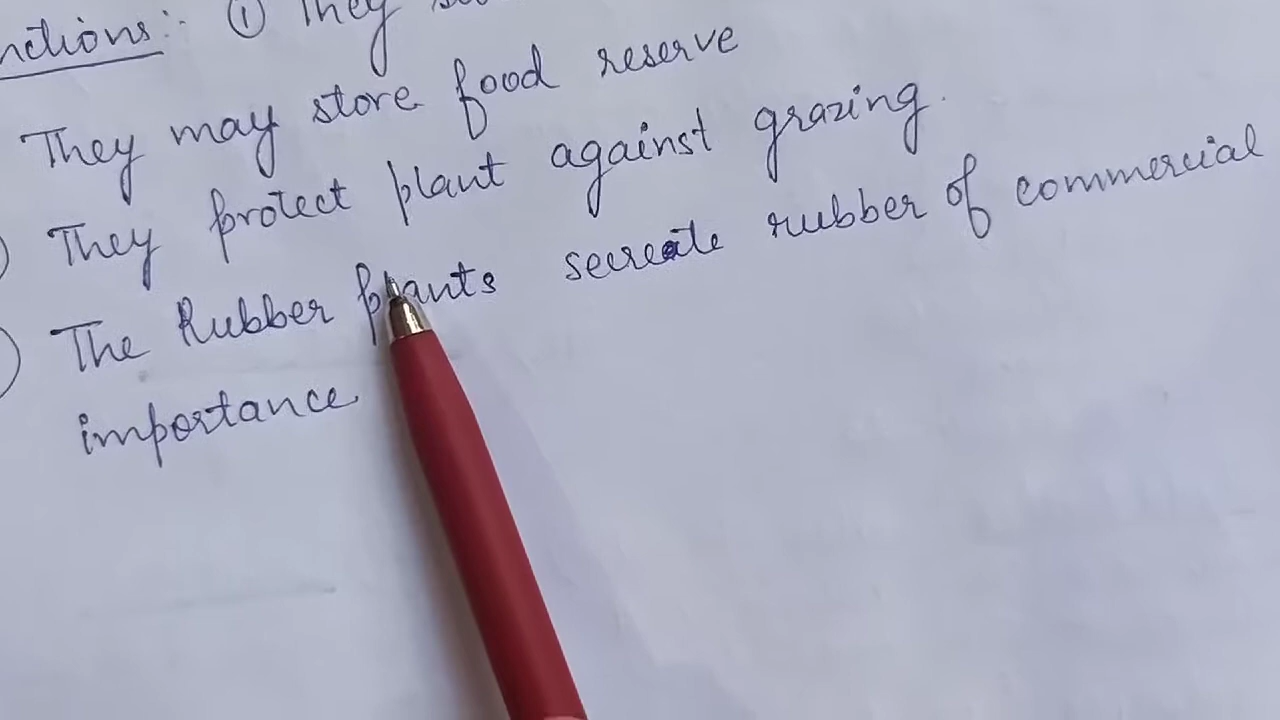 ① They
They may store food reserve
They protect plant against grazing.
The Rubber plants secreate rubber of commercial
importance